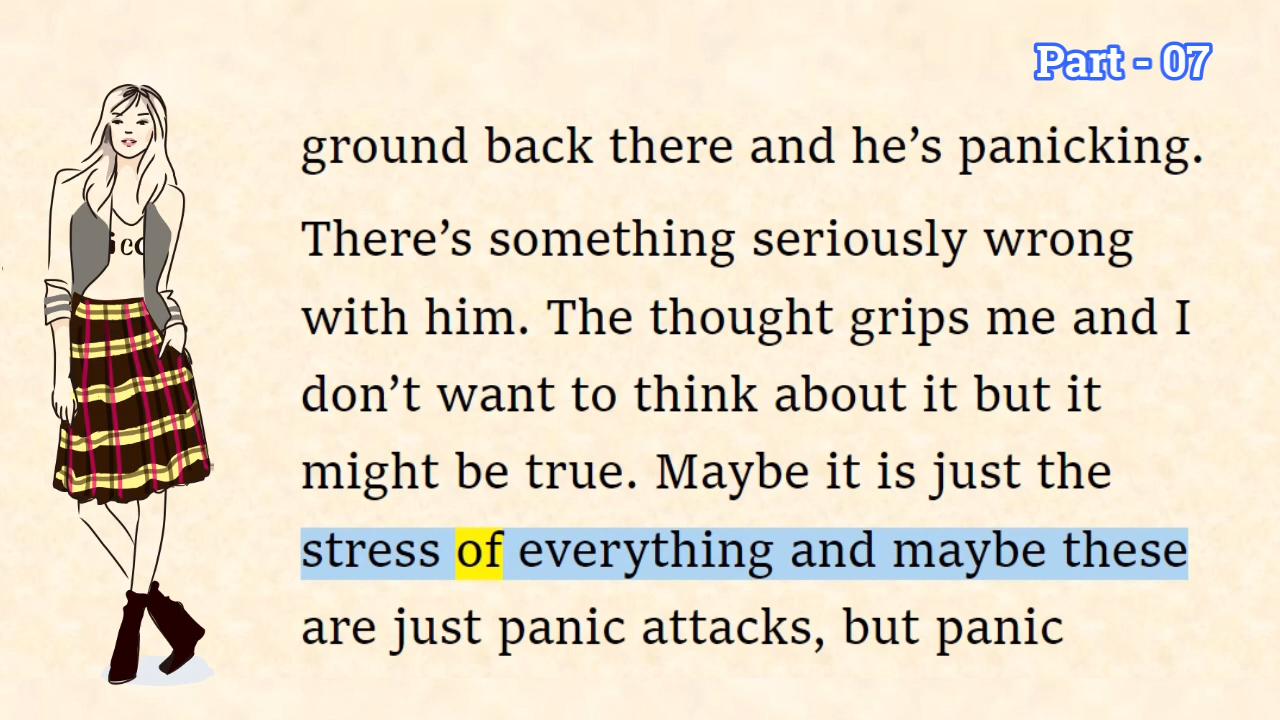 Part - 07
ground back there and he’s panicking.
There’s something seriously wrong
with him. The thought grips me and I
don’t want to think about it but it
might be true. Maybe it is just the
stress of everything and maybe these
are just panic attacks, but panic